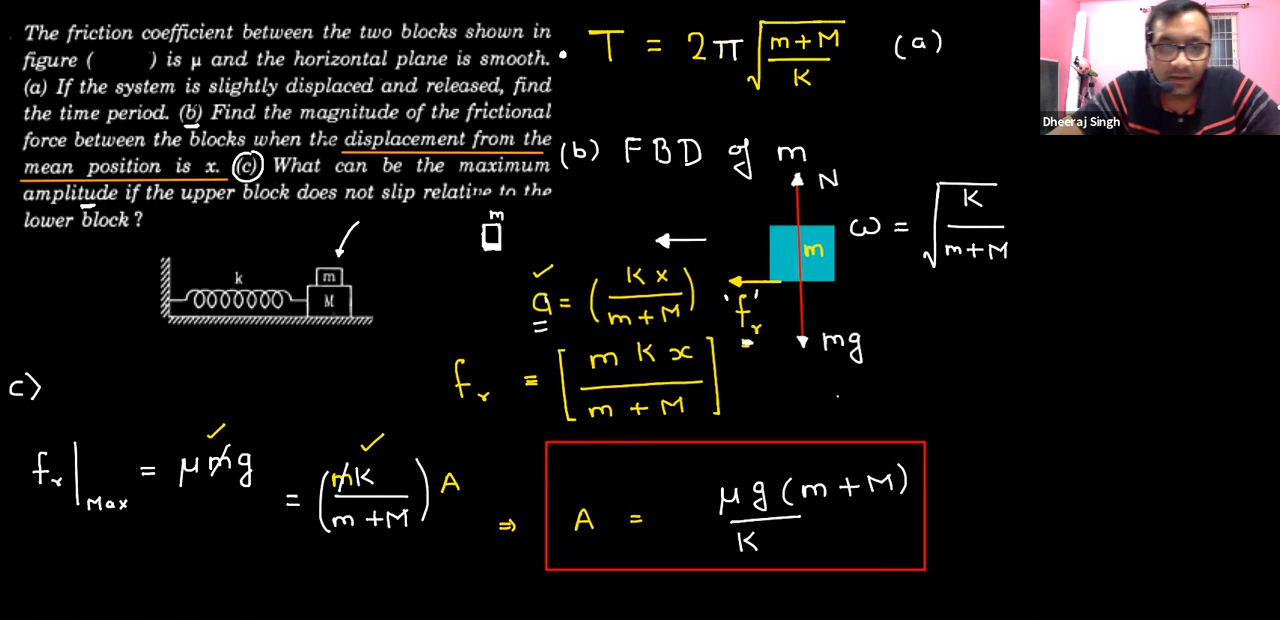 The friction coefficient between the two blocks shown in
figure ( ) is μ and the horizontal plane is smooth.
(a) If the system is slightly displaced and released, find
the time period. (b) Find the magnitude of the frictional
force between the blocks when the displacement from the
mean position is x. (c) What can be the maximum
amplitude if the upper block does not slip relative to the
lower block ?
k
m
M
m
T = 2π √((m+M)/K) (a)
Dheeraj Singh
(b) FBD of m
N
m
ω = √(K/(m+M))
a = (Kx/(m+M))
'fr'
mg
fr = [m K x/(m + M)]
c)
fr|Max = μmg = (mK/(m+M)) A
⇒ A = μg(m+M)/K